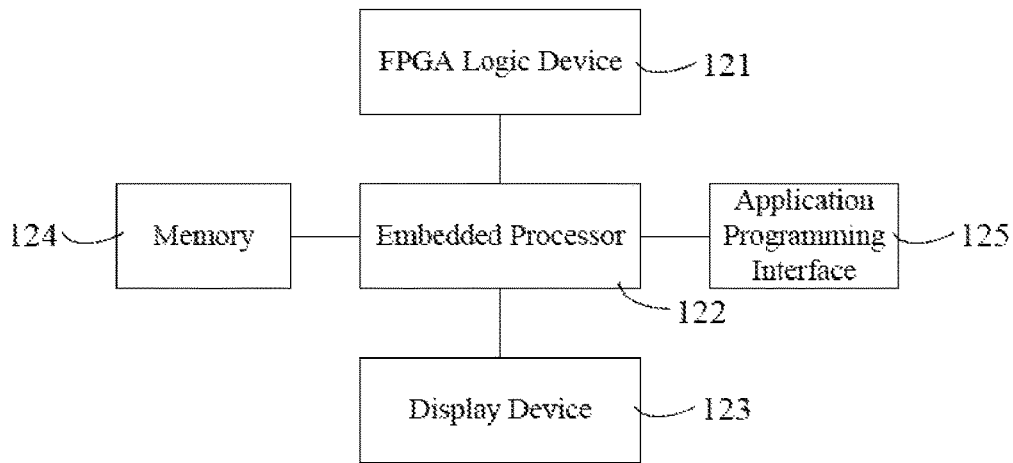 FPGA Logic Device
121
124
Memory
Embedded Processor
Application
Programming
Interface
125
122
Display Device
123